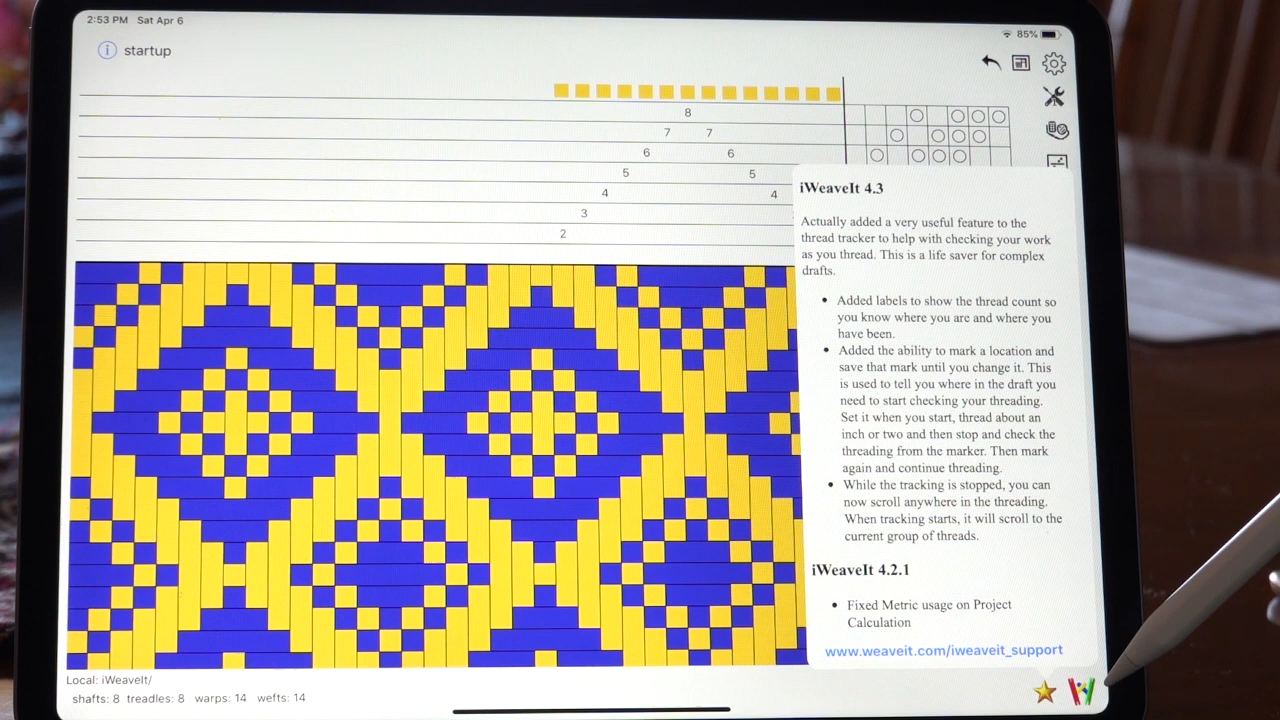 2:53 PM Sat Apr 6
85%
startup
8
7 7
6 6
5 5
4 4
3
2
iWeaveIt 4.3
Actually added a very useful feature to the
thread tracker to help with checking your work
as you thread. This is a life saver for complex
drafts.
• Added labels to show the thread count so
you know where you are and where you
have been.
• Added the ability to mark a location and
save that mark until you change it. This
is used to tell you where in the draft you
need to start checking your threading.
Set it when you start, thread about an
inch or two and then stop and check the
threading from the marker. Then mark
again and continue threading.
• While the tracking is stopped, you can
now scroll anywhere in the threading.
When tracking starts, it will scroll to the
current group of threads.
iWeaveIt 4.2.1
• Fixed Metric usage on Project
Calculation
www.weaveit.com/iweaveit_support
Local: iWeaveIt/
shafts: 8 treadles: 8 warps: 14 wefts: 14